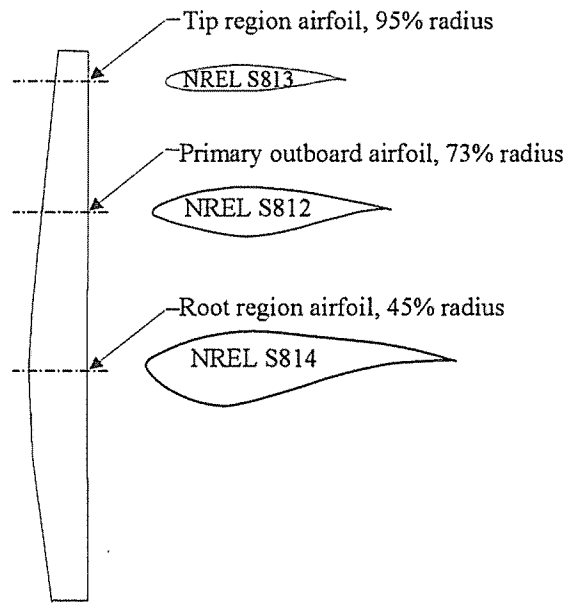 Tip region airfoil, 95% radius
NREL S813
Primary outboard airfoil, 73% radius
NREL S812
Root region airfoil, 45% radius
NREL S814